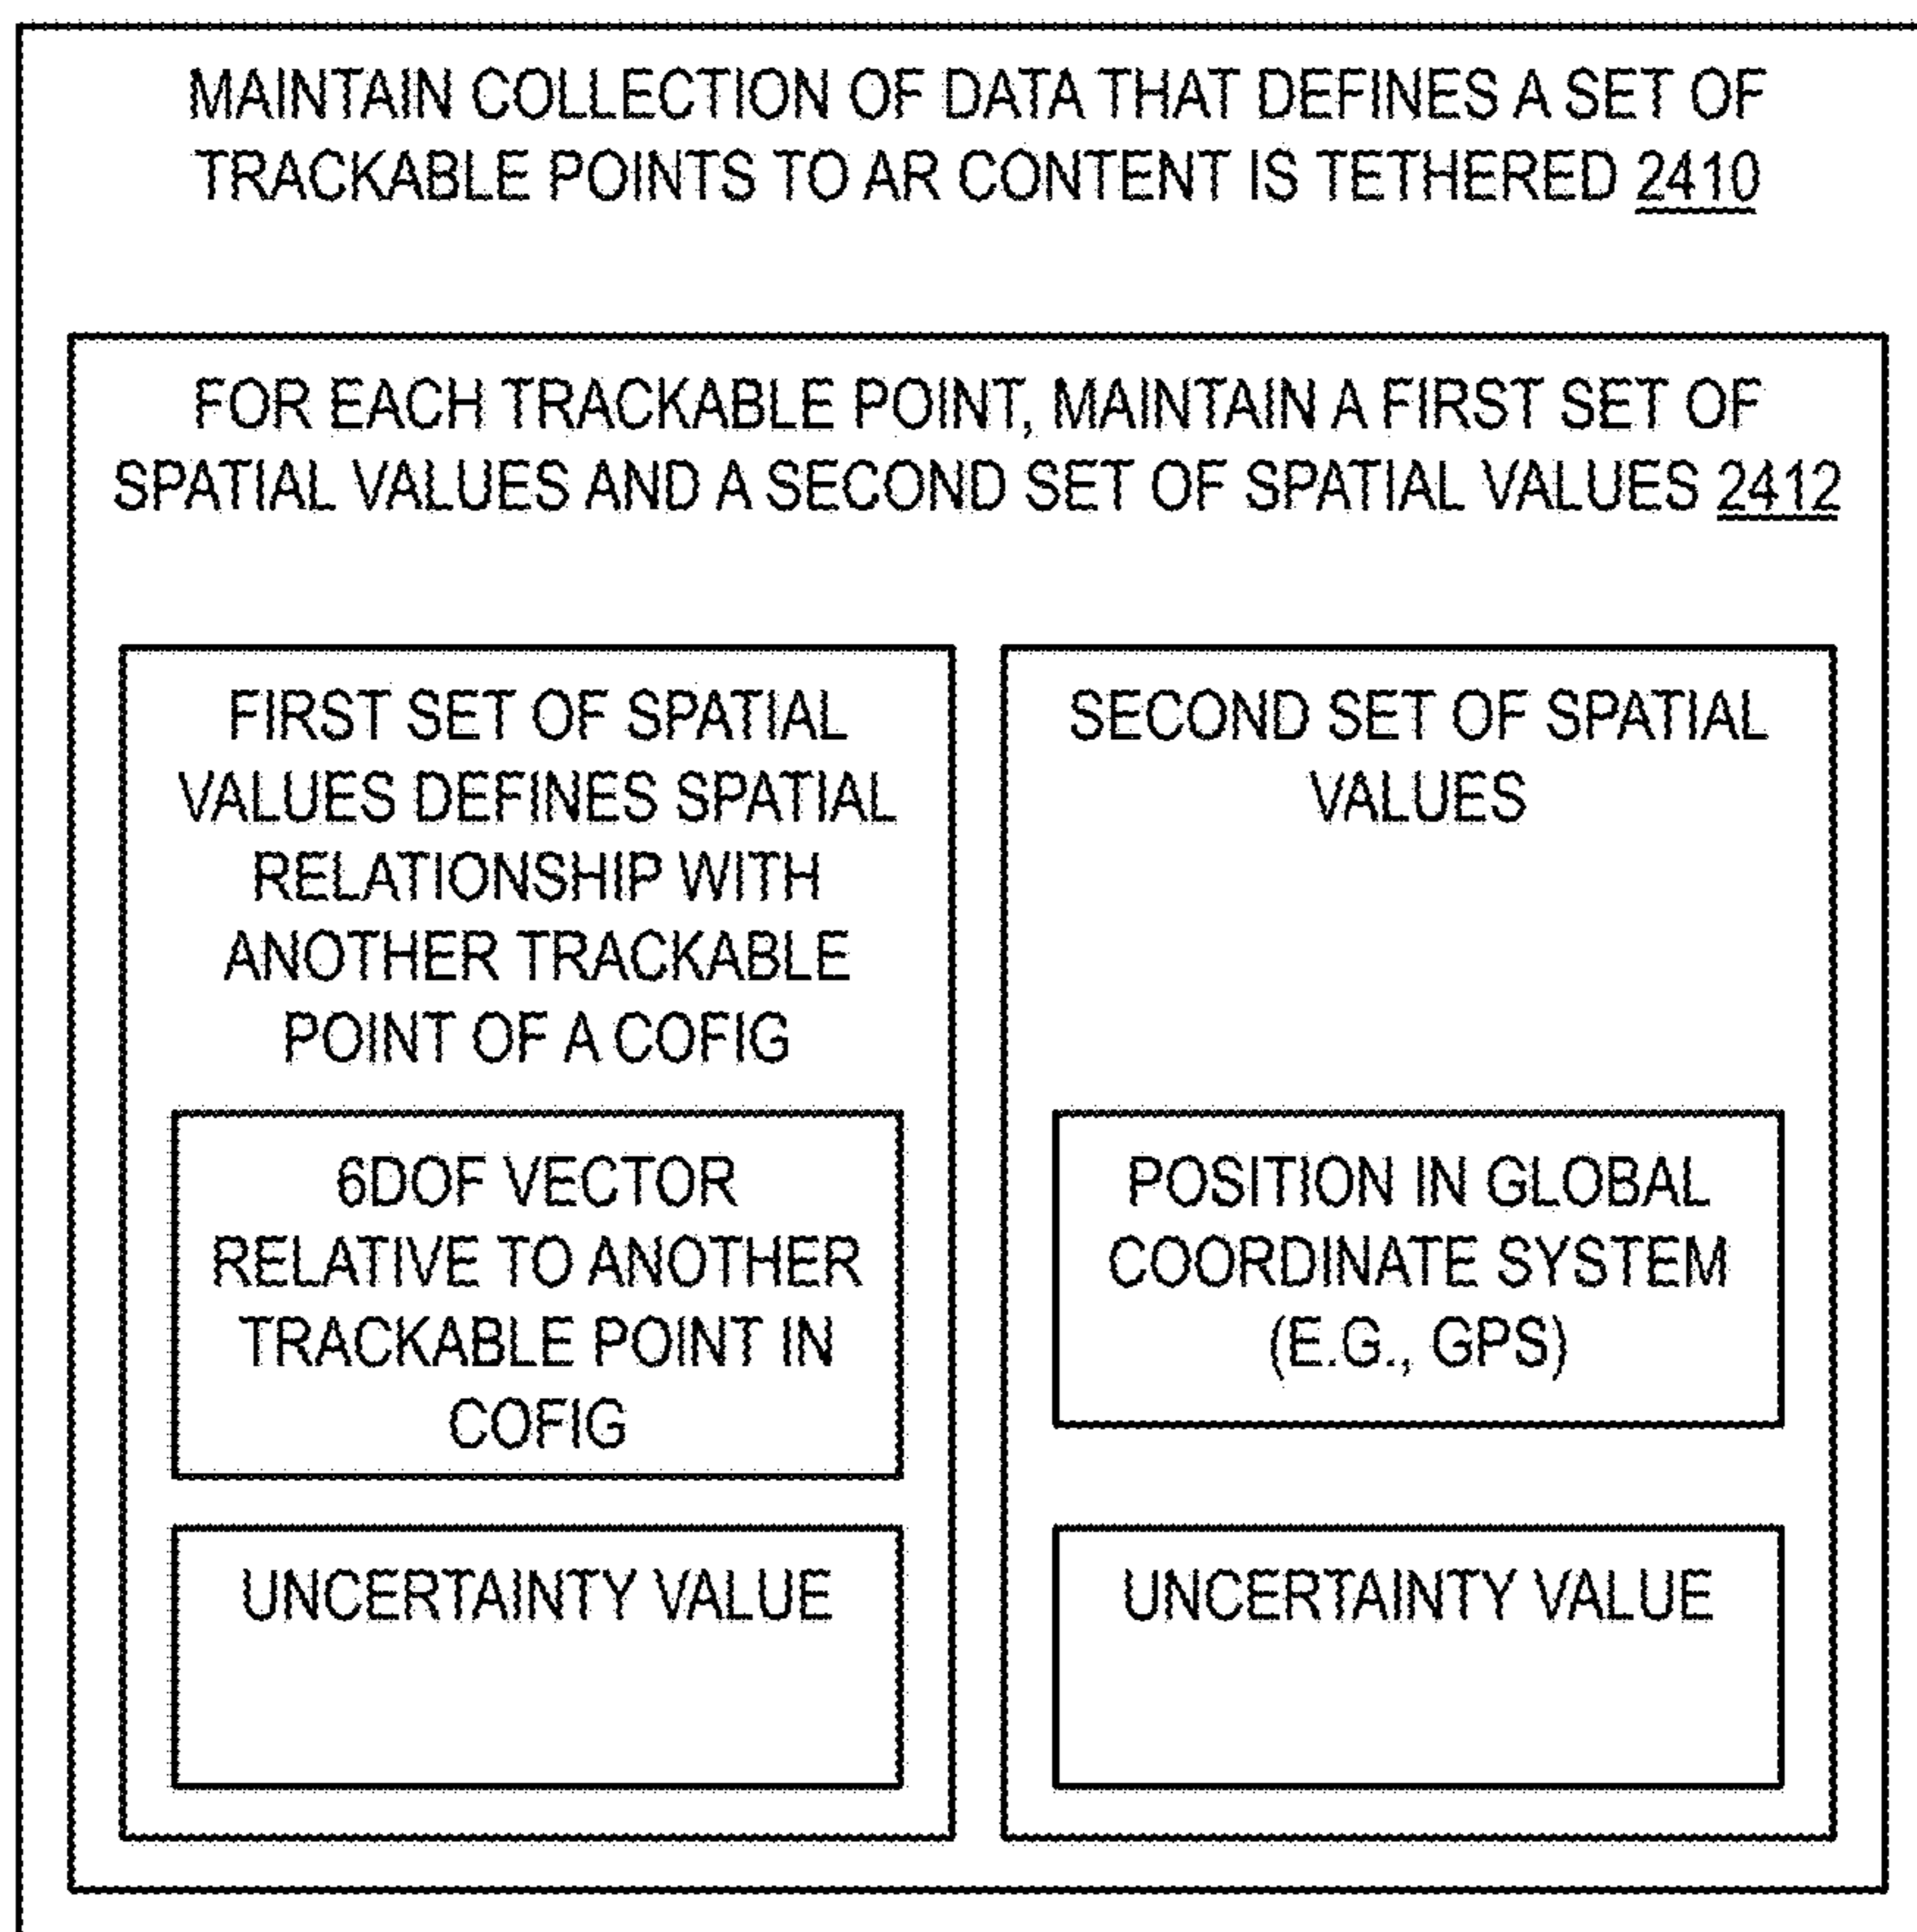 MAINTAIN COLLECTION OF DATA THAT DEFINES A SET OF
TRACKABLE POINTS TO AR CONTENT IS TETHERED 2410
FOR EACH TRACKABLE POINT, MAINTAIN A FIRST SET OF
SPATIAL VALUES AND A SECOND SET OF SPATIAL VALUES 2412
FIRST SET OF SPATIAL
VALUES DEFINES SPATIAL
RELATIONSHIP WITH
ANOTHER TRACKABLE
POINT OF A COFIG
6DOF VECTOR
RELATIVE TO ANOTHER
TRACKABLE POINT IN
COFIG
UNCERTAINTY VALUE
SECOND SET OF SPATIAL
VALUES
POSITION IN GLOBAL
COORDINATE SYSTEM
(E.G., GPS)
UNCERTAINTY VALUE